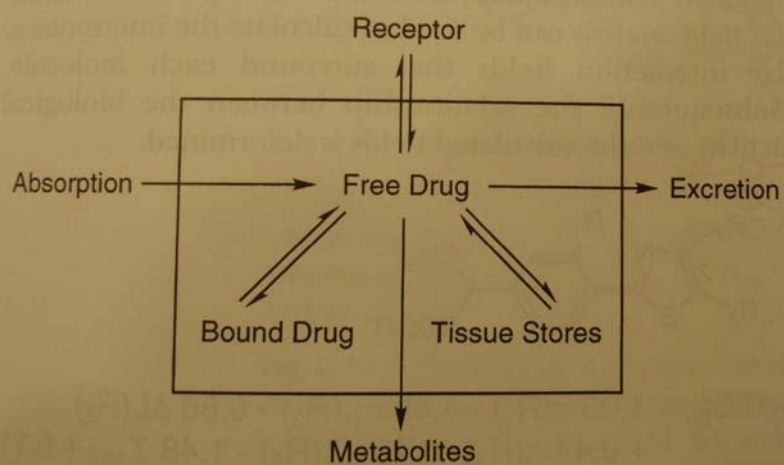 Receptor
Absorption
Free Drug
Excretion
Bound Drug
Tissue Stores
Metabolites